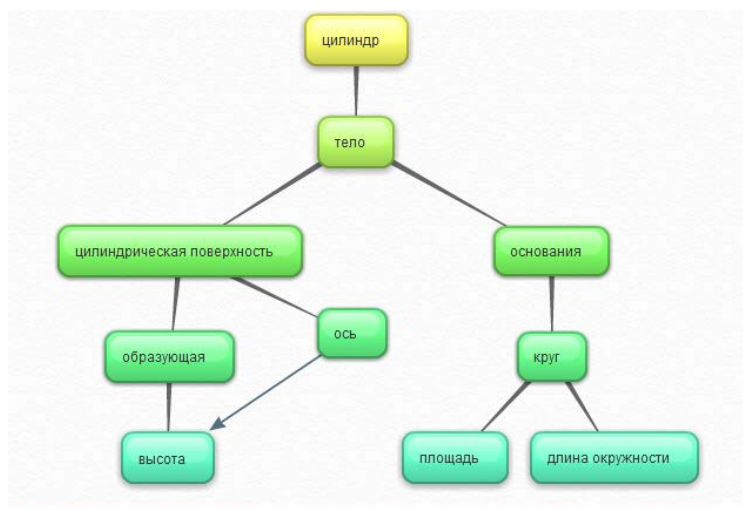 цилиндр
тело
цилиндрическая поверхность
основания
ось
образующая
круг
высота
площадь
длина окружности